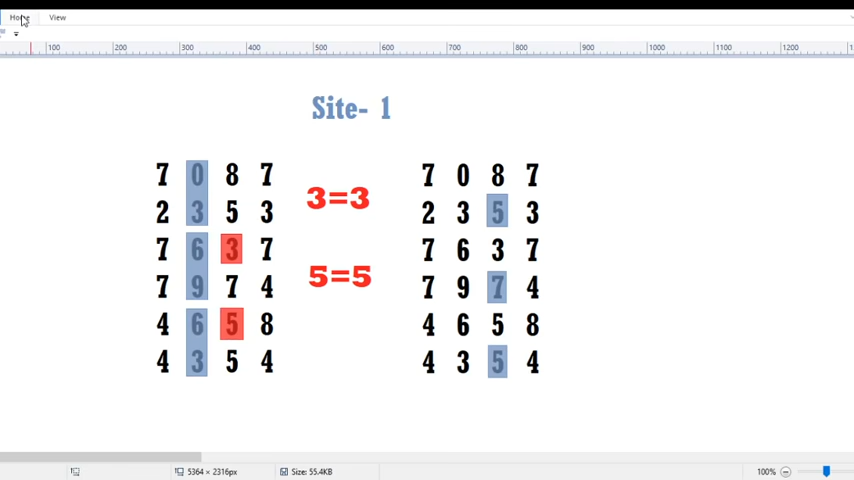 Home View
100 200 300 400 500 600 700 800 900 1000 1100 1200
Site- 1
7 0 8 7
2 3 5 3
7 6 3 7
7 9 7 4
4 6 5 8
4 3 5 4
3=3
5=5
7 0 8 7
2 3 5 3
7 6 3 7
7 9 7 4
4 6 5 8
4 3 5 4
5364 × 2316px Size: 55.4KB 100%